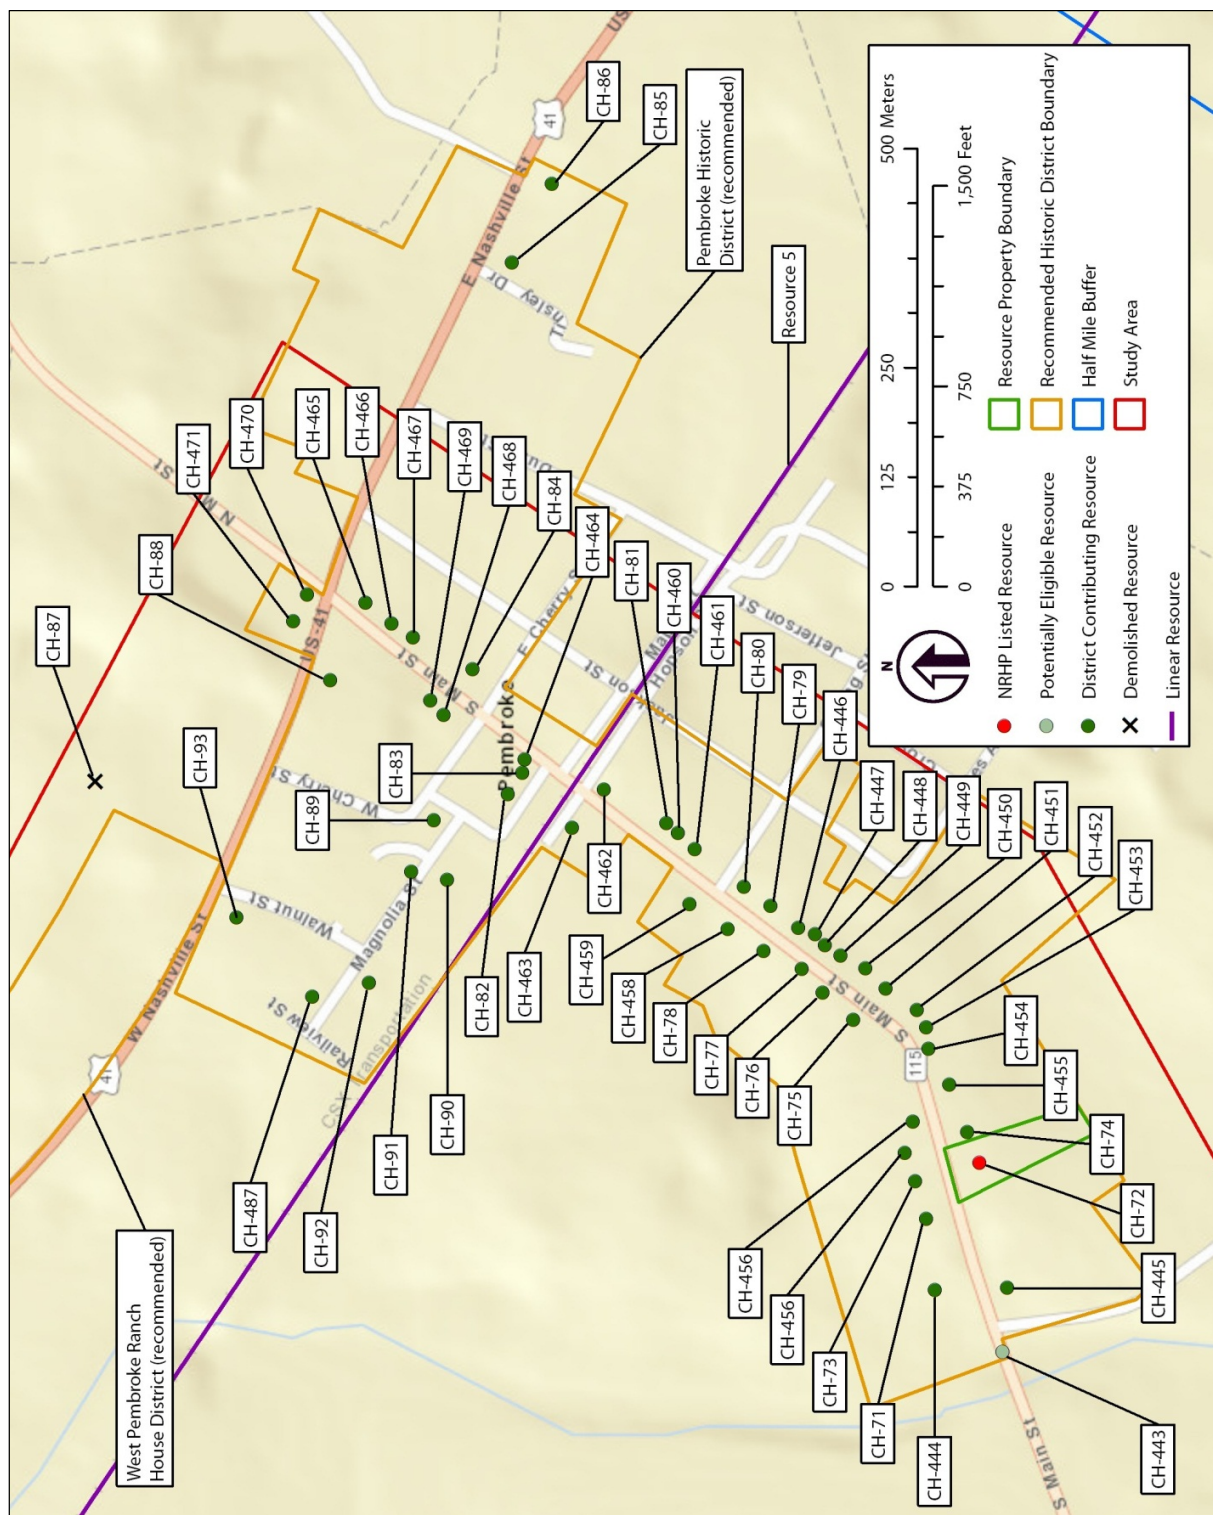 West Pembroke Ranch
House District (recommended)
CH-87
CH-93
CH-88
CH-471
CH-470
CH-465
CH-466
CH-467
CH-469
CH-468
CH-84
CH-464
CH-81
CH-460
CH-461
CH-80
CH-79
CH-446
CH-447
CH-448
CH-449
CH-450
CH-451
CH-452
CH-453
CH-454
CH-455
CH-74
CH-72
CH-445
CH-443
CH-444
CH-71
CH-73
CH-456
CH-456
CH-75
CH-76
CH-77
CH-78
CH-458
CH-459
CH-462
CH-463
CH-82
CH-83
CH-89
CH-90
CH-91
CH-92
CH-487
CH-86
CH-85
Pembroke Historic
District (recommended)
Resource 5
W Nashville St
41
US-41
E Nashville St
41
US
N M
St
S Main St
S Main St
115
S Main St
W Cherry St
E Cherry S
Walnut St
Magnolia St
Railview St
CSX Transportation
Pembroke
Tinsley Dr
Jefferson St
Hopson
N
0 125 250 500 Meters
0 375 750 1,500 Feet
NRHP Listed Resource
Potentially Eligible Resource
District Contributing Resource
Demolished Resource
Linear Resource
Resource Property Boundary
Recommended Historic District Boundary
Half Mile Buffer
Study Area